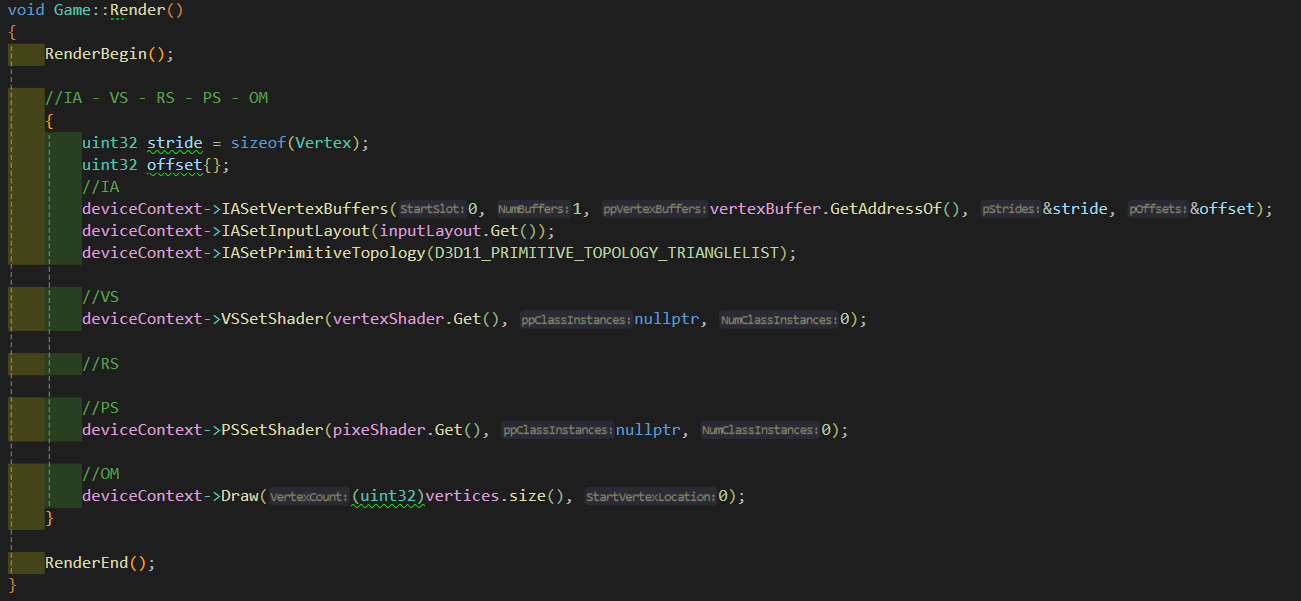 void Game::Render()
{
RenderBegin();
//IA - VS - RS - PS - OM
{
uint32 stride = sizeof(Vertex);
uint32 offset{};
//IA
deviceContext->IASetVertexBuffers(StartSlot:0, NumBuffers:1, ppVertexBuffers:vertexBuffer.GetAddressOf(), pStrides:&stride, pOffsets:&offset);
deviceContext->IASetInputLayout(inputLayout.Get());
deviceContext->IASetPrimitiveTopology(D3D11_PRIMITIVE_TOPOLOGY_TRIANGLELIST);
//VS
deviceContext->VSSetShader(vertexShader.Get(), ppClassInstances:nullptr, NumClassInstances:0);
//RS
//PS
deviceContext->PSSetShader(pixeShader.Get(), ppClassInstances:nullptr, NumClassInstances:0);
//OM
deviceContext->Draw(VertexCount:(uint32)vertices.size(), StartVertexLocation:0);
}
RenderEnd();
}